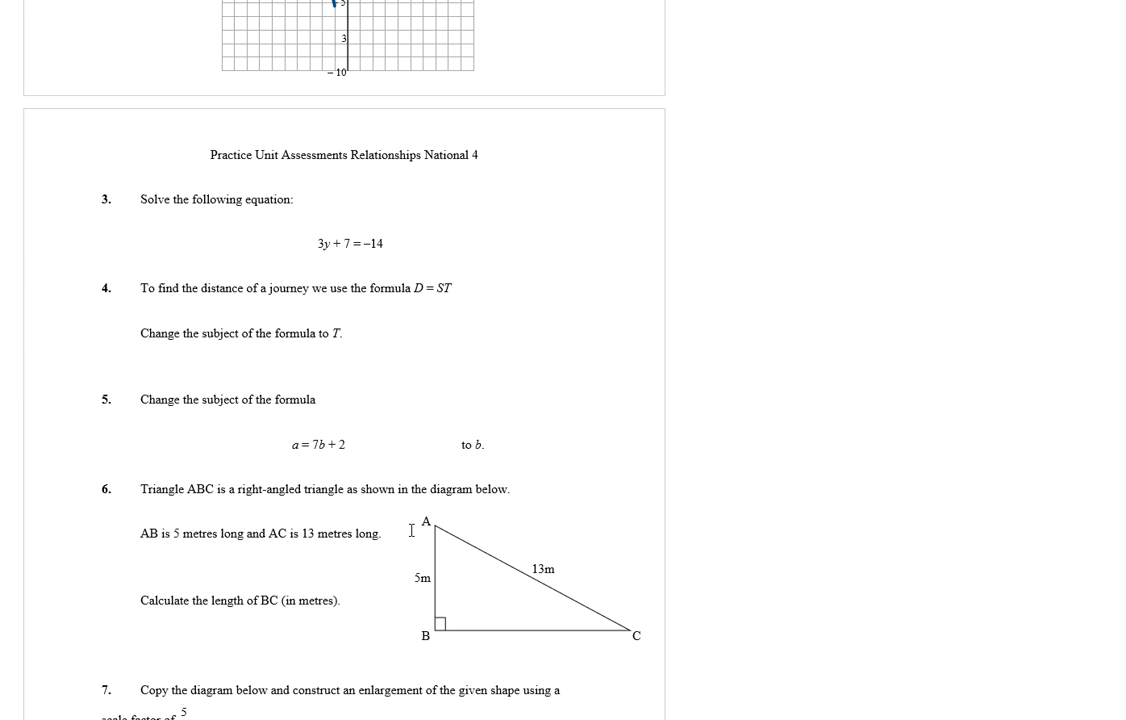 3
– 10
Practice Unit Assessments Relationships National 4
3. Solve the following equation:
3y + 7 = –14
4. To find the distance of a journey we use the formula D = ST
Change the subject of the formula to T.
5. Change the subject of the formula
a = 7b + 2 to b.
6. Triangle ABC is a right-angled triangle as shown in the diagram below.
A
AB is 5 metres long and AC is 13 metres long.
13m
5m
Calculate the length of BC (in metres).
B C
7. Copy the diagram below and construct an enlargement of the given shape using a
scale factor of 5